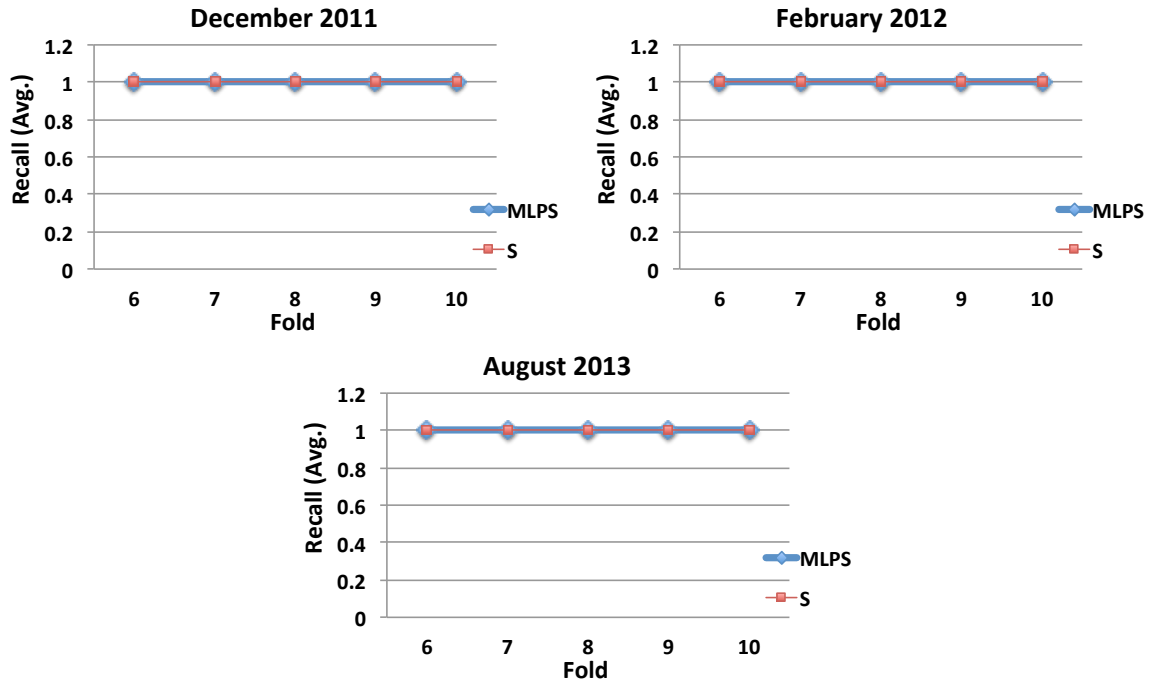 December 2011
Recall (Avg.)
1.2
1
0.8
0.6
0.4
0.2
0
6 7 8 9 10
Fold
MLPS
S
February 2012
Recall (Avg.)
1.2
1
0.8
0.6
0.4
0.2
0
6 7 8 9 10
Fold
MLPS
S
August 2013
Recall (Avg.)
1.2
1
0.8
0.6
0.4
0.2
0
6 7 8 9 10
Fold
MLPS
S